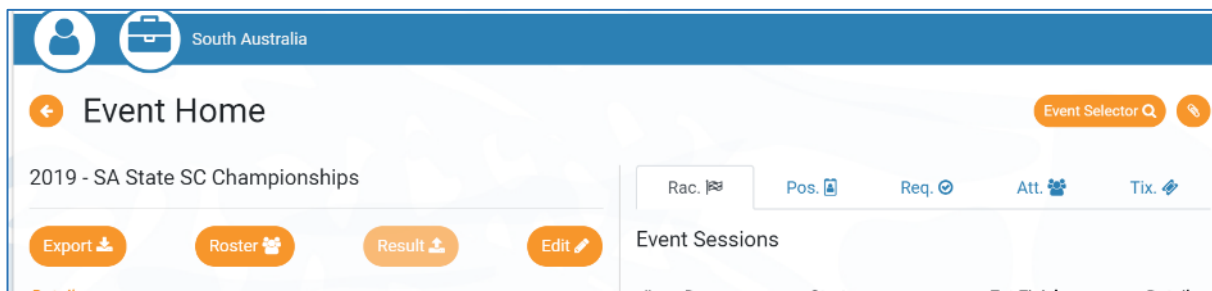 South Australia
Event Home
Event Selector
2019 - SA State SC Championships
Rac. Pos. Req. Att. Tix.
Export Roster Result Edit
Event Sessions